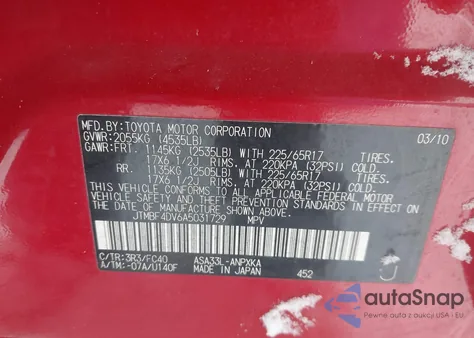 MFD. BY: TOYOTA MOTOR CORPORATION 03/10
GVWR: 2055KG (4535LB)
GAWR: FRT. 1145KG (2535LB) WITH 225/65R17 TIRES.
17X6 1/2J RIMS. AT 220KPA (32PSI) COLD.
RR. 1135KG (2505LB) WITH 225/65R17 TIRES.
17X6 1/2J RIMS. AT 220KPA (32PSI) COLD.
THIS VEHICLE CONFORMS TO ALL APPLICABLE FEDERAL MOTOR
VEHICLE SAFETY STANDARDS IN EFFECT ON THE DATE OF
MANUFACTURE SHOWN ABOVE.
JTMBF4DV6A5031729 MPV
C/TR: 3R3/FC40 ASA33L-ANPXKA
A/TM: -07A/U140F MADE IN JAPAN 452
J
autoSnap
Pewne auta z USA i Kanady